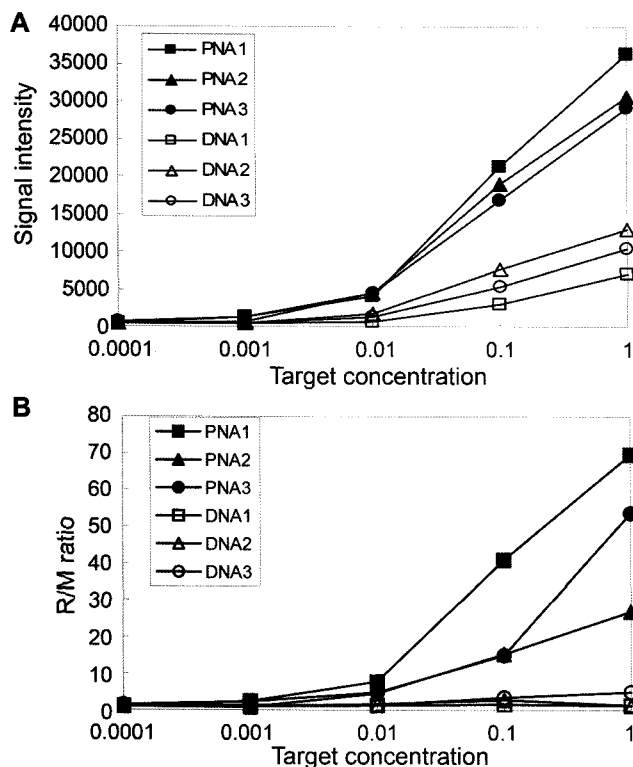 A
40000
35000
30000
25000
20000
15000
10000
5000
0
Signal intensity
PNA1
PNA2
PNA3
DNA1
DNA2
DNA3
0.0001 0.001 0.01 0.1 1
Target concentration
B
80
70
60
50
40
30
20
10
0
R/M ratio
PNA1
PNA2
PNA3
DNA1
DNA2
DNA3
0.0001 0.001 0.01 0.1 1
Target concentration